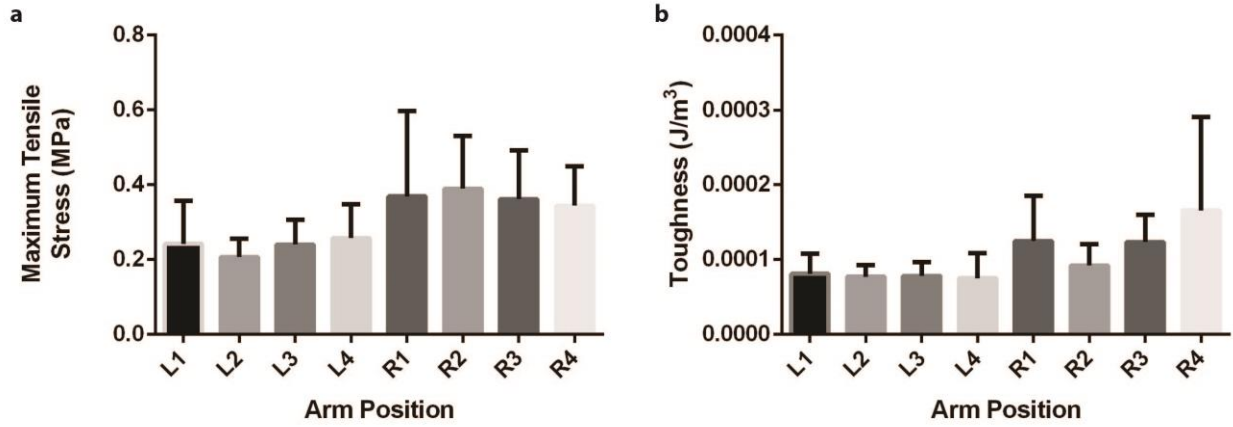 a
0.8
0.6
0.4
0.2
0.0
Maximum Tensile
Stress (MPa)
L1
L2
L3
L4
R1
R2
R3
R4
Arm Position
b
0.0004
0.0003
0.0002
0.0001
0.0000
Toughness (J/m³)
L1
L2
L3
L4
R1
R2
R3
R4
Arm Position